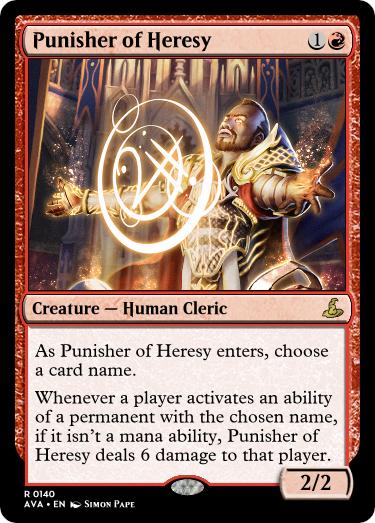 Punisher of Heresy 1
Creature — Human Cleric
As Punisher of Heresy enters, choose
a card name.
Whenever a player activates an ability
of a permanent with the chosen name,
if it isn't a mana ability, Punisher of
Heresy deals 6 damage to that player.
2/2
R 0140
AVA • EN Simon Pape